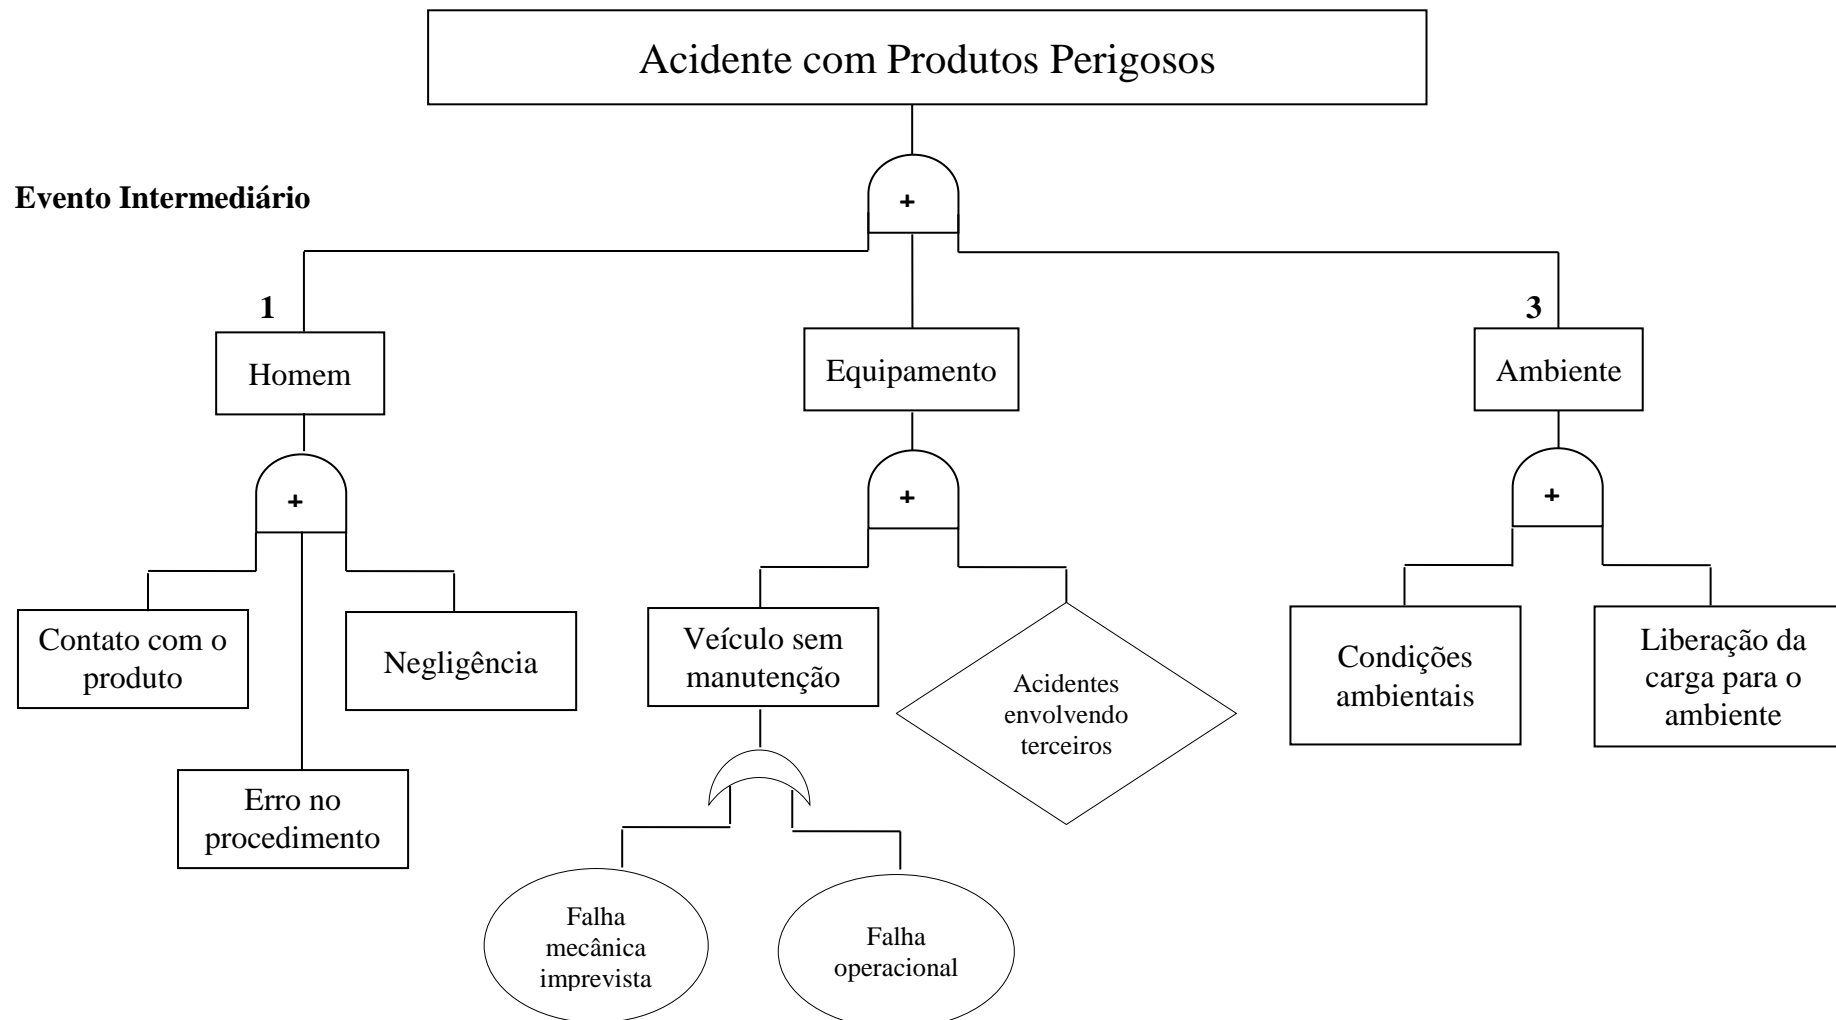 Acidente com Produtos Perigosos
+
Evento Intermediário
1
3
Homem
Equipamento
Ambiente
+
+
+
Contato com o
produto
Negligência
Veículo sem
manutenção
Acidentes
envolvendo
terceiros
Condições
ambientais
Liberação da
carga para o
ambiente
Erro no
procedimento
Falha
mecânica
imprevista
Falha
operacional